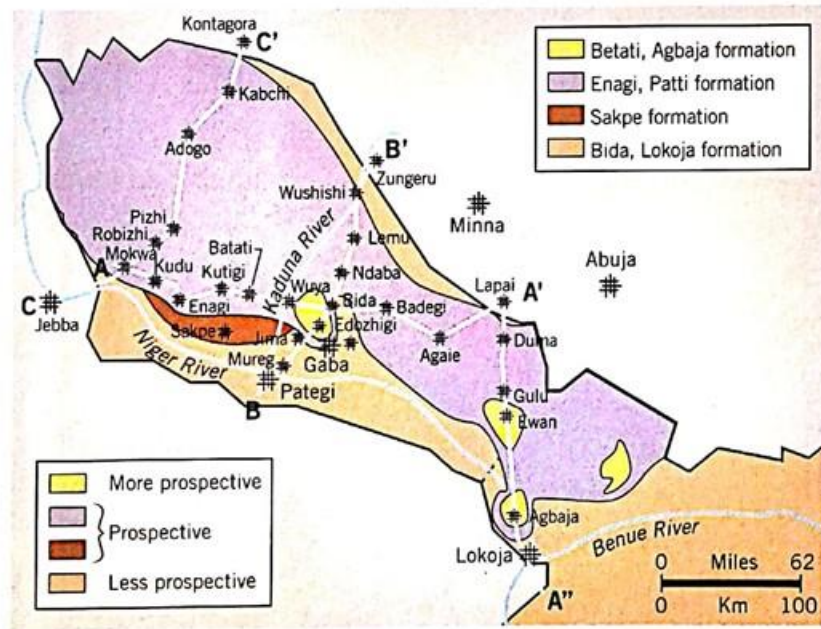 Kontagora
C'
Betati, Agbaja formation
Enagi, Patti formation
Sakpe formation
Bida, Lokoja formation
Kabchi
Adogo
B'
Zungeru
Wushishi
Minna
Pizhi
Robizhi
Mokwa
Batati
Kaduna River
Lemu
Abuja
A
Kudu
Kutigi
Ndaba
Wuya
Bida
Badegi
Lapai
A'
C
Jebba
Enagi
Sakpe
Jima
Edozhigi
Agaie
Duma
Niger River
Mureg
Gaba
Pategi
B
Gulu
Ewan
More prospective
Prospective
Less prospective
Agbaja
Lokoja
Benue River
A"
0 Miles 62
0 Km 100